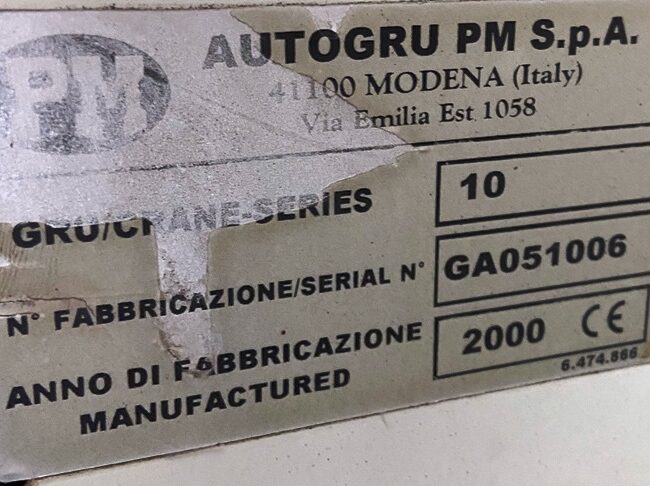 PM
AUTOGRU PM S.p.A.
41100 MODENA (Italy)
Via Emilia Est 1058
GRU/CRANE-SERIES 10
N° FABBRICAZIONE/SERIAL N° GA051006
ANNO DI FABBRICAZIONE 2000 CE
MANUFACTURED
6.474.866